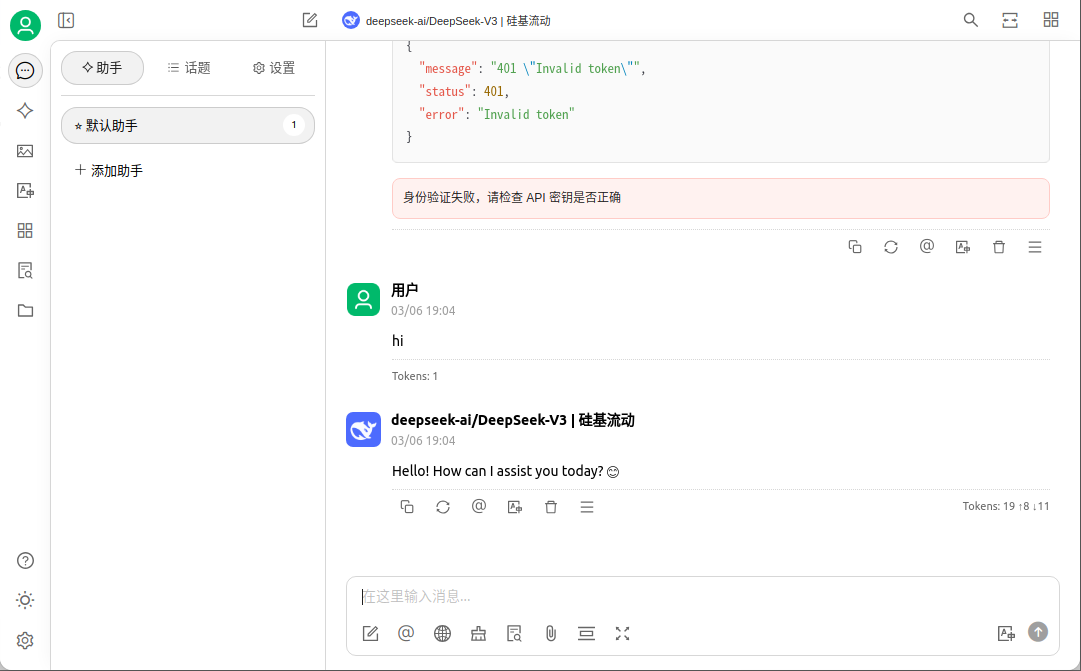 deepseek-ai/DeepSeek-V3 | 硅基流动
助手
话题
设置
默认助手
1
添加助手
{
"message": "401 \"Invalid token\"",
"status": 401,
"error": "Invalid token"
}
身份验证失败，请检查 API 密钥是否正确
用户
03/06 19:04
hi
Tokens: 1
deepseek-ai/DeepSeek-V3 | 硅基流动
03/06 19:04
Hello! How can I assist you today? 😊
Tokens: 19 ↑8 ↓11
在这里输入消息...